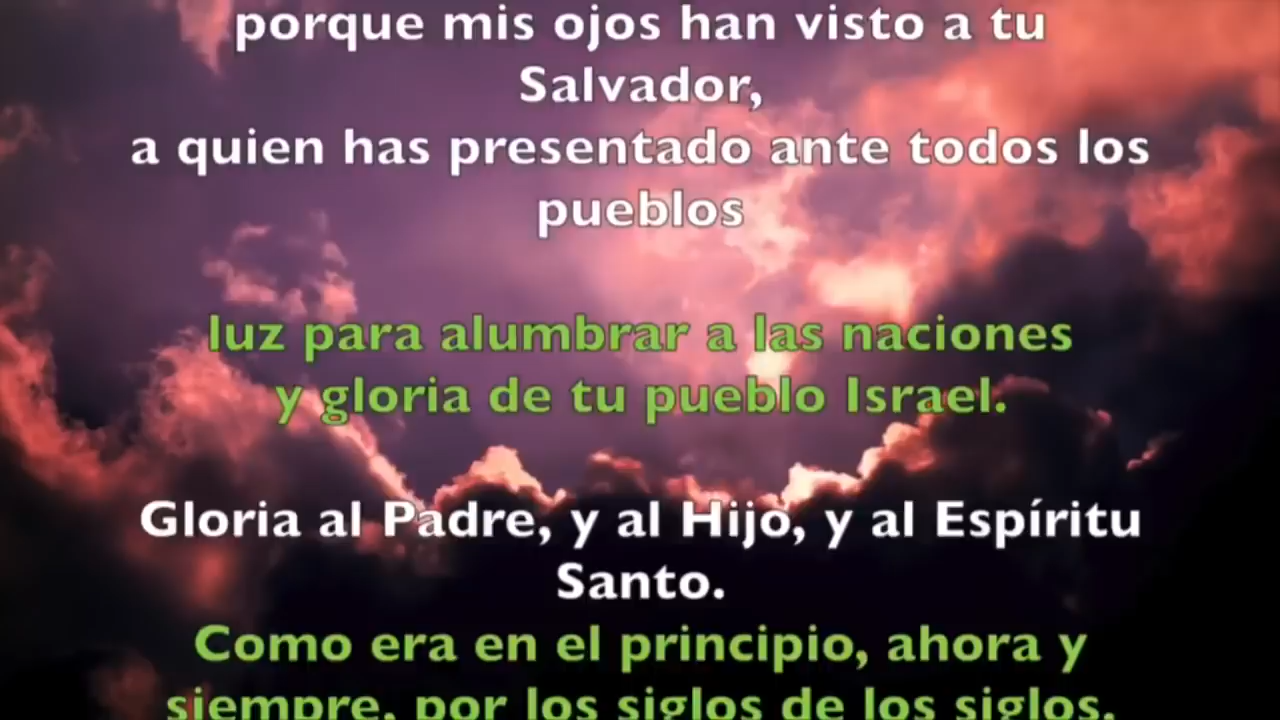 porque mis ojos han visto a tu
Salvador,
a quien has presentado ante todos los
pueblos
luz para alumbrar a las naciones
y gloria de tu pueblo Israel.
Gloria al Padre, y al Hijo, y al Espíritu
Santo.
Como era en el principio, ahora y
siempre, por los siglos de los siglos.